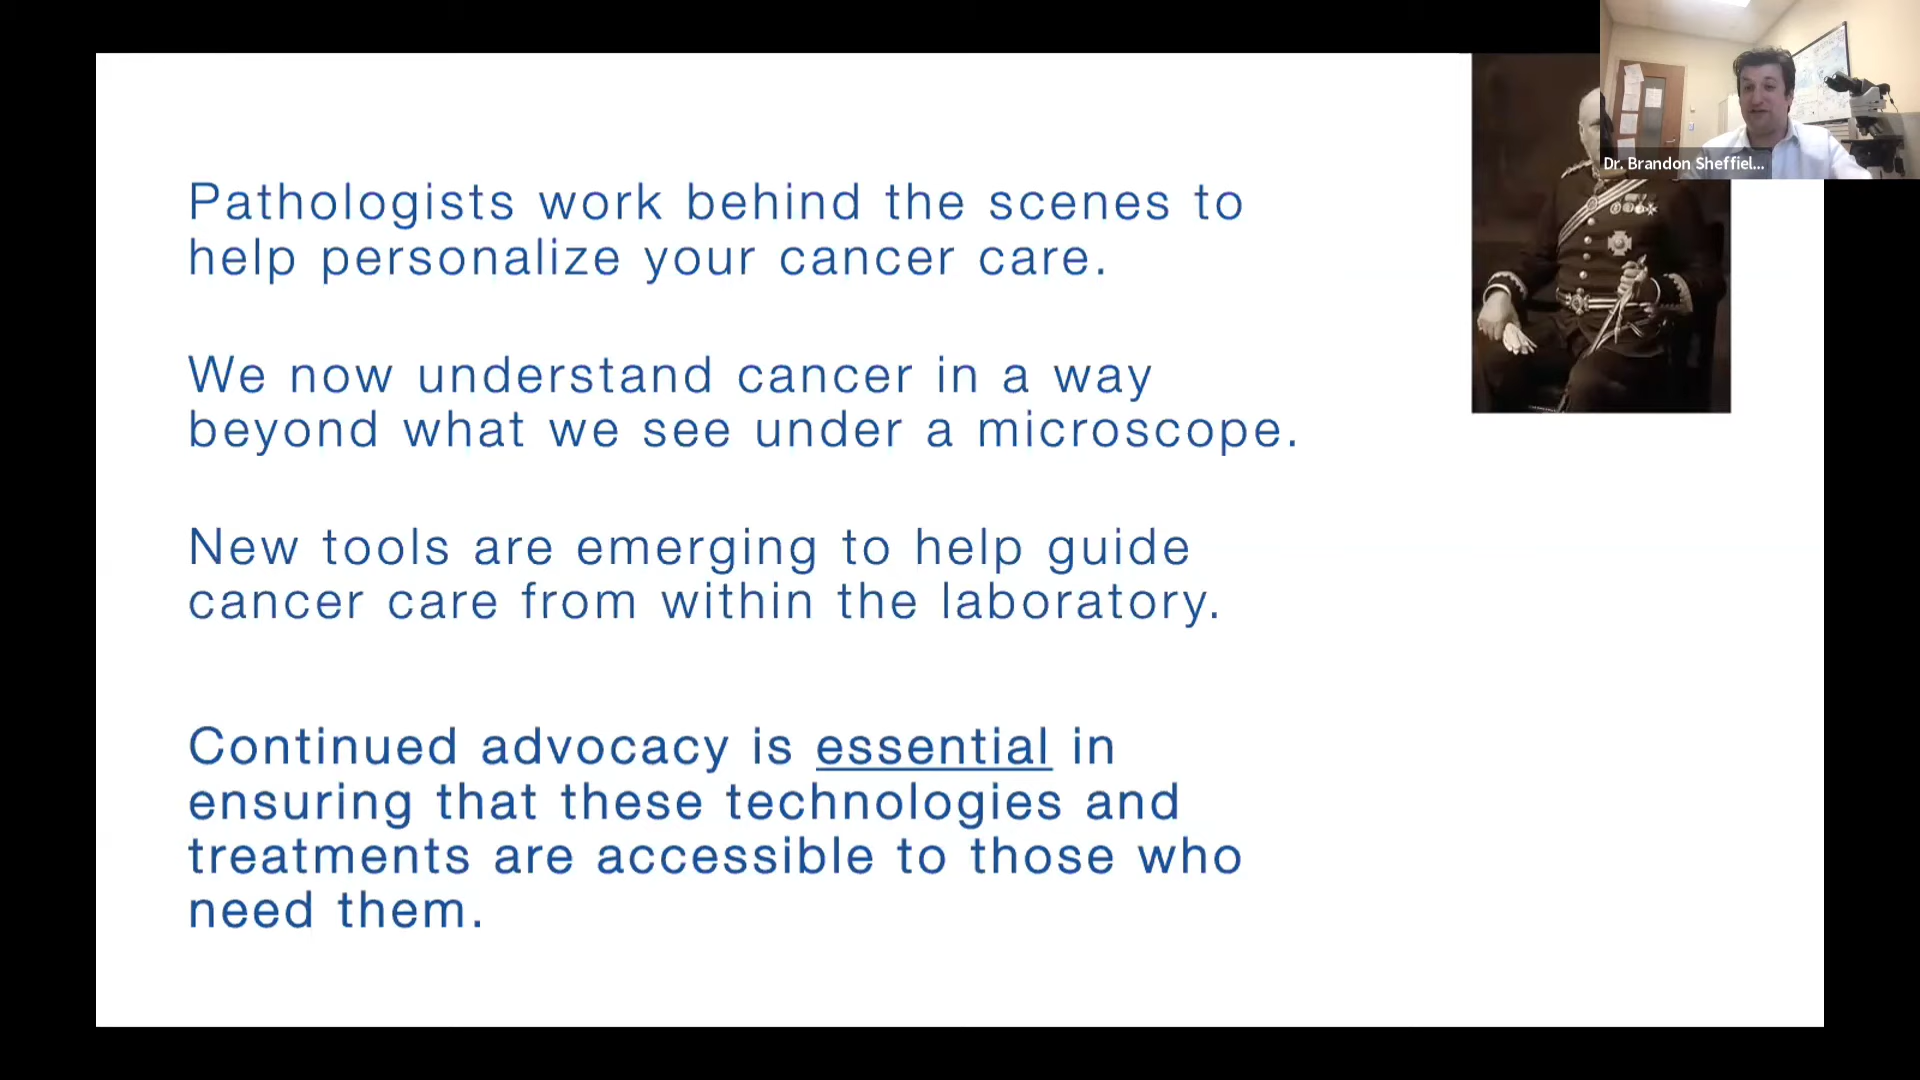 Pathologists work behind the scenes to
help personalize your cancer care.
We now understand cancer in a way
beyond what we see under a microscope.
New tools are emerging to help guide
cancer care from within the laboratory.
Continued advocacy is essential in
ensuring that these technologies and
treatments are accessible to those who
need them.
Dr. Brandon Sheffiel...